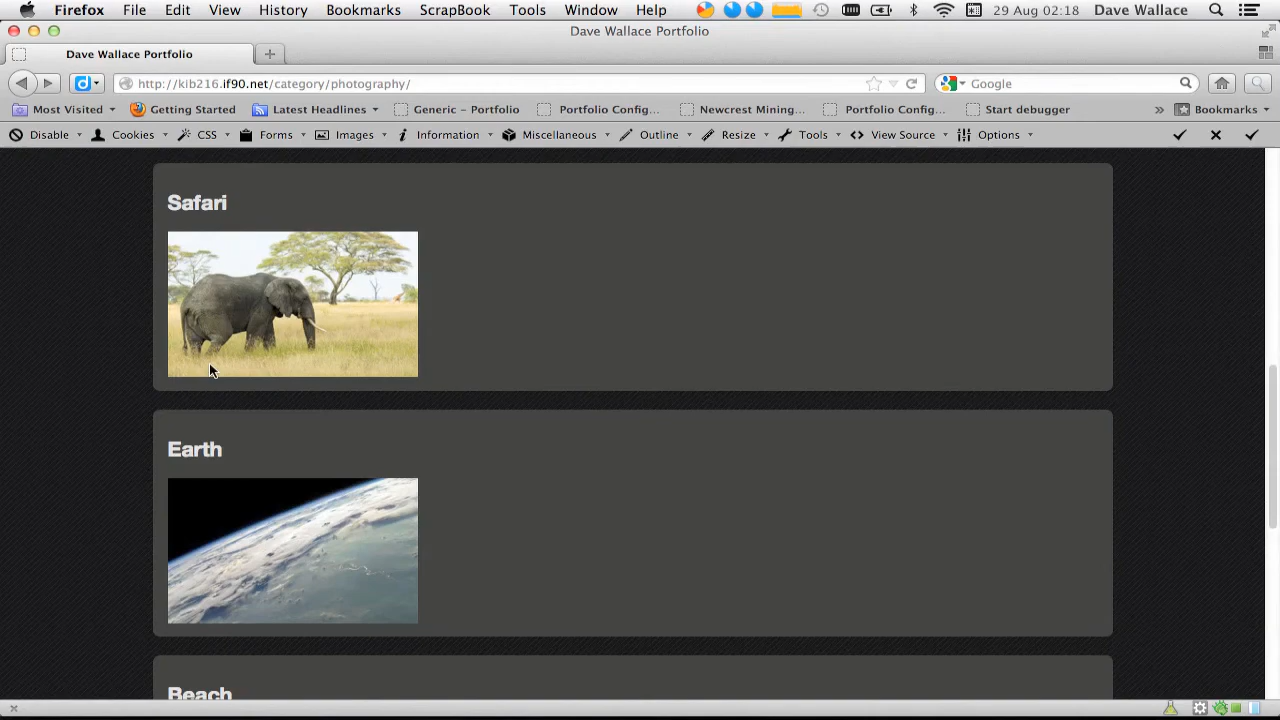 Firefox File Edit View History Bookmarks ScrapBook Tools Window Help 29 Aug 02:18 Dave Wallace
Dave Wallace Portfolio
Dave Wallace Portfolio
http://kib216.if90.net/category/photography/ Google
Most Visited Getting Started Latest Headlines Generic - Portfolio Portfolio Config... Newcrest Mining... Portfolio Config... Start debugger » Bookmarks
Disable Cookies CSS Forms Images Information Miscellaneous Outline Resize Tools View Source Options
Safari
Earth
Reach